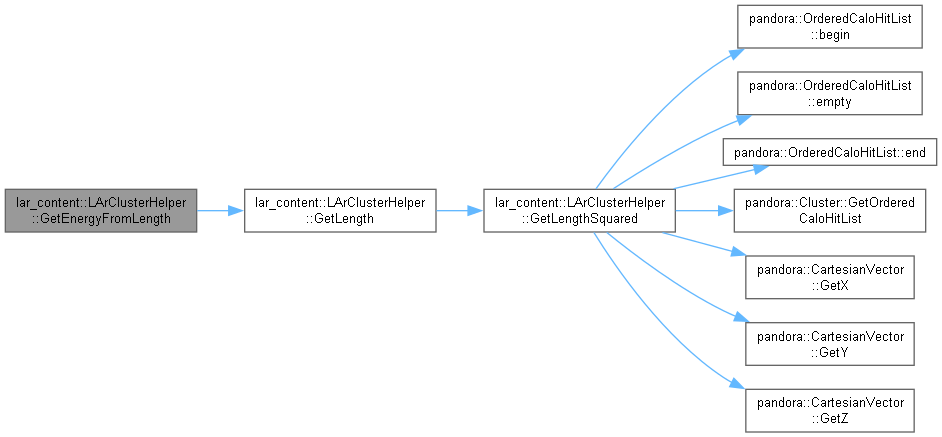 lar_content::LArClusterHelper
::GetEnergyFromLength
lar_content::LArClusterHelper
::GetLength
lar_content::LArClusterHelper
::GetLengthSquared
pandora::OrderedCaloHitList
::begin
pandora::OrderedCaloHitList
::empty
pandora::OrderedCaloHitList::end
pandora::Cluster::GetOrdered
CaloHitList
pandora::CartesianVector
::GetX
pandora::CartesianVector
::GetY
pandora::CartesianVector
::GetZ